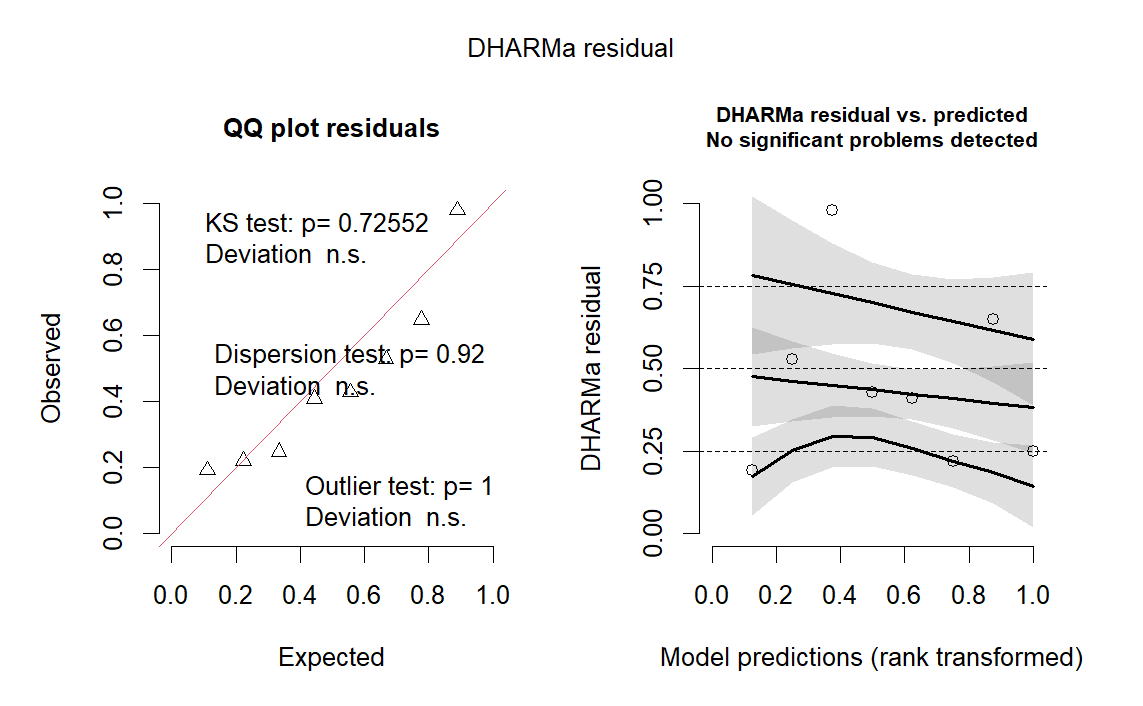 DHARMa residual
QQ plot residuals
KS test: p= 0.72552
Deviation  n.s.
Dispersion test: p= 0.92
Deviation  n.s.
Outlier test: p= 1
Deviation  n.s.
Observed
0.0 0.2 0.4 0.6 0.8 1.0
0.0 0.2 0.4 0.6 0.8 1.0
Expected
DHARMa residual vs. predicted
No significant problems detected
DHARMa residual
0.00 0.25 0.50 0.75 1.00
0.0 0.2 0.4 0.6 0.8 1.0
Model predictions (rank transformed)